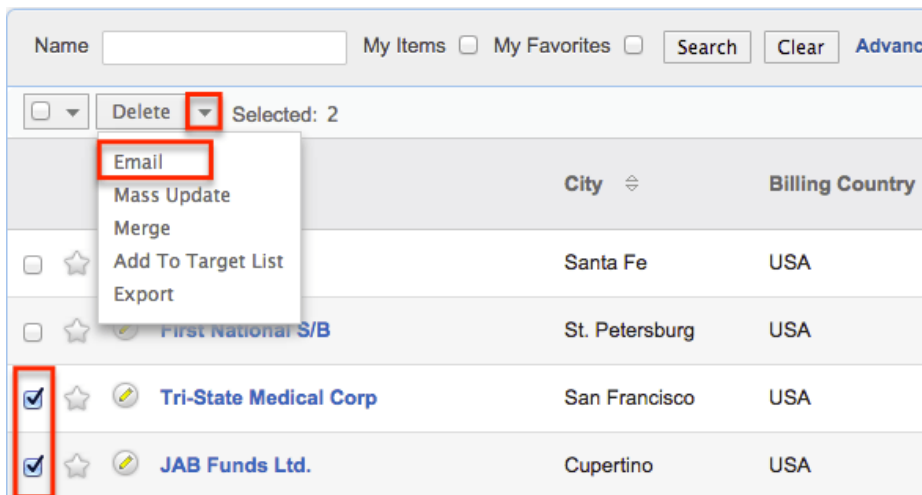 Name My Items My Favorites Search Clear Advanc
Delete Selected: 2
Email
Mass Update
Merge
Add To Target List
Export
City Billing Country
Santa Fe USA
First National S/B St. Petersburg USA
Tri-State Medical Corp San Francisco USA
JAB Funds Ltd. Cupertino USA